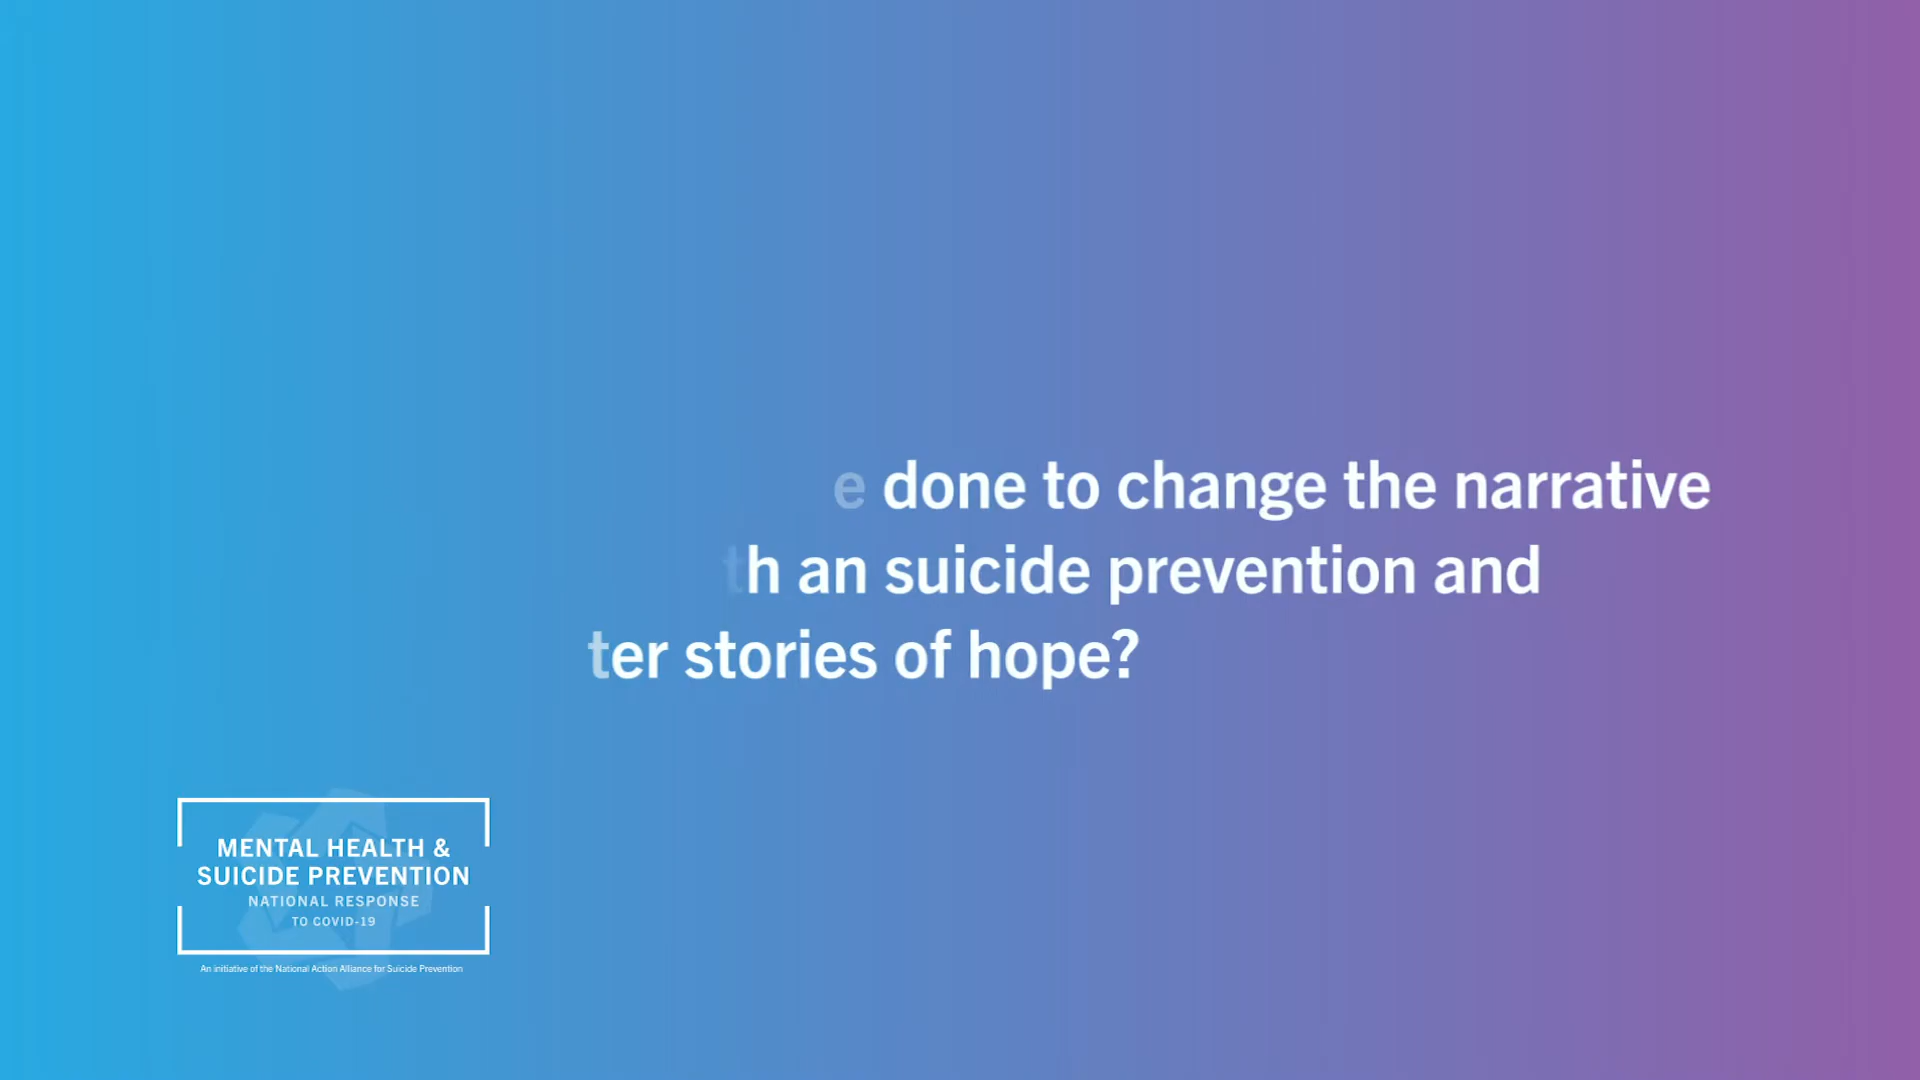 e done to change the narrative
th an suicide prevention and
ter stories of hope?
MENTAL HEALTH &
SUICIDE PREVENTION
NATIONAL RESPONSE
TO COVID-19
An initiative of the National Action Alliance for Suicide Prevention